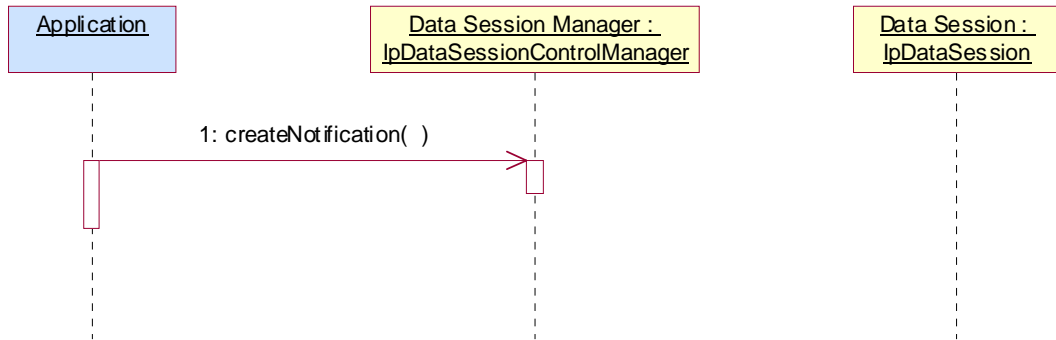 Application
Data Session Manager :
IpDataSessionControlManager
Data Session :
IpDataSession
1: createNotification( )